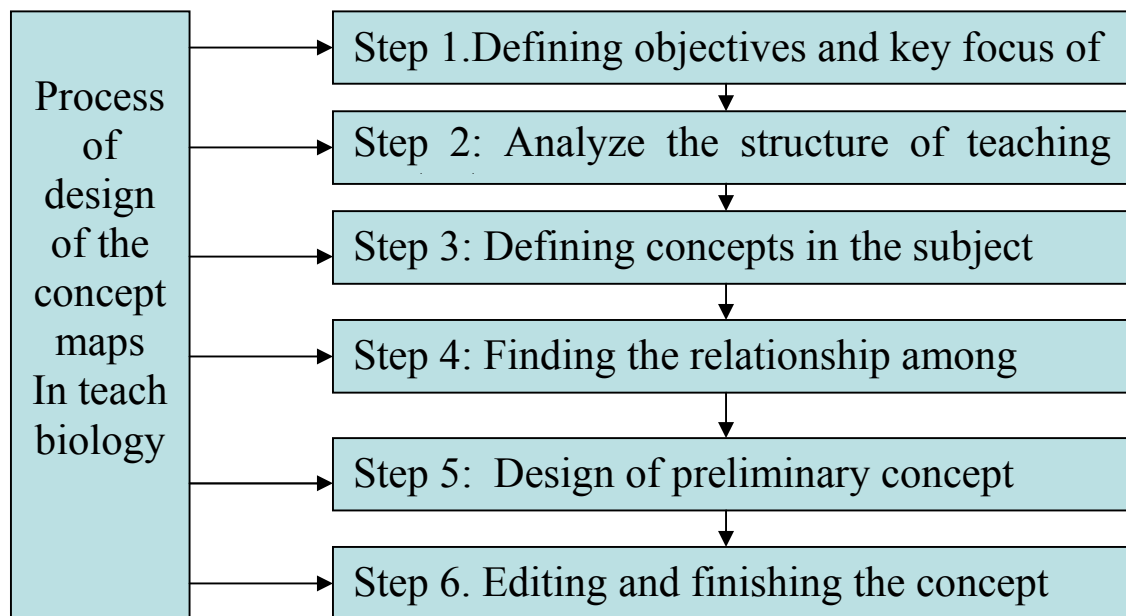 Process
of
design
of the
concept
maps
In teach
biology
Step 1.Defining objectives and key focus of
Step 2: Analyze the structure of teaching
Step 3: Defining concepts in the subject
Step 4: Finding the relationship among
Step 5: Design of preliminary concept
Step 6. Editing and finishing the concept